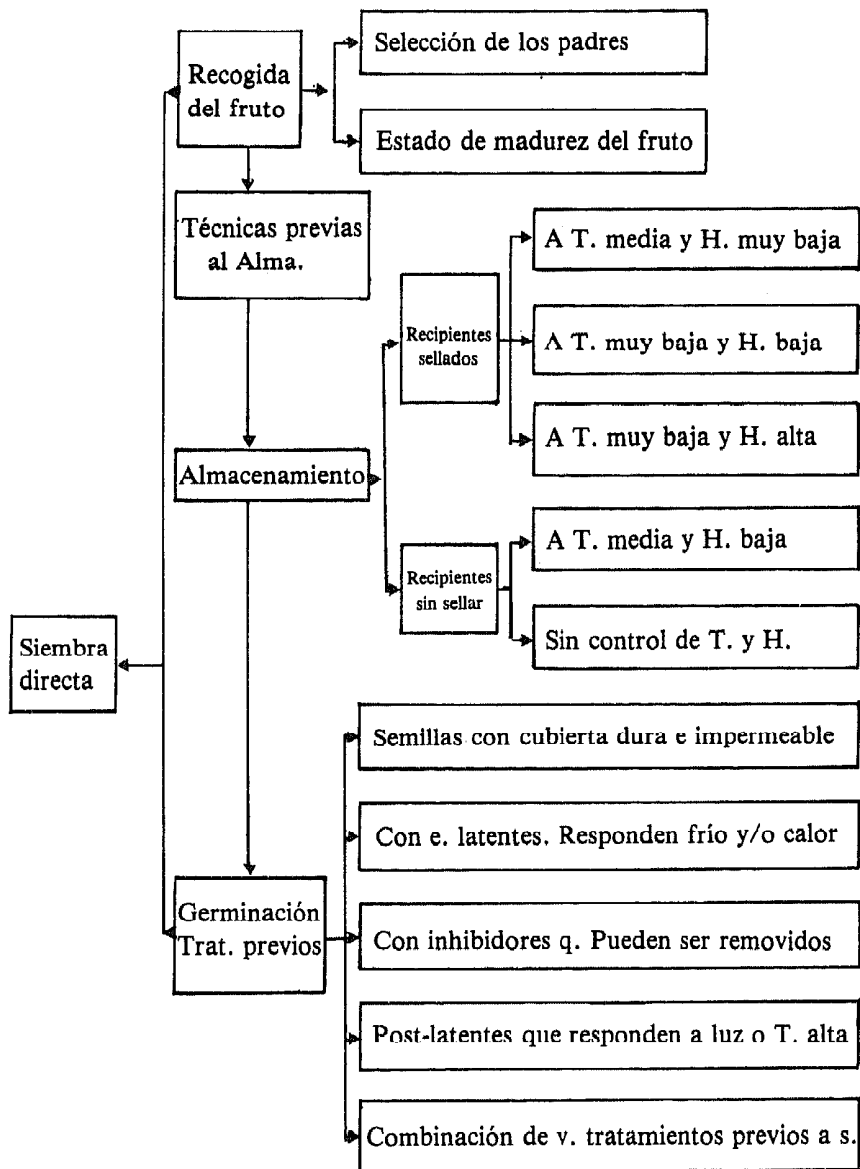 Recogida
del fruto
Selección de los padres
Estado de madurez del fruto
Técnicas previas
al Alma.
Almacenamiento
Recipientes
sellados
A T. media y H. muy baja
A T. muy baja y H. baja
A T. muy baja y H. alta
Recipientes
sin sellar
A T. media y H. baja
Sin control de T. y H.
Siembra
directa
Germinación
Trat. previos
Semillas con cubierta dura e impermeable
Con e. latentes. Responden frío y/o calor
Con inhibidores q. Pueden ser removidos
Post-latentes que responden a luz o T. alta
Combinación de v. tratamientos previos a s.